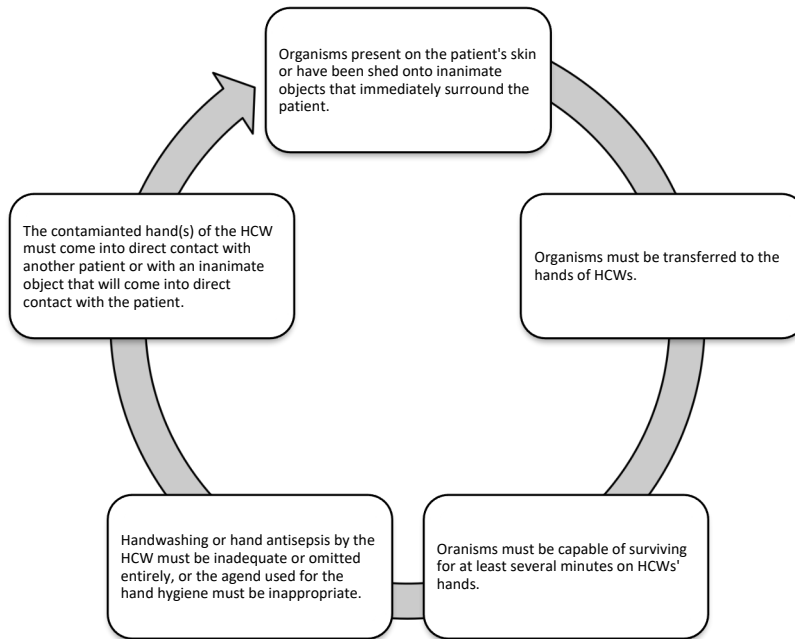 Organisms present on the patient's skin
or have been shed onto inanimate
objects that immediately surround the
patient.
Organisms must be transferred to the
hands of HCWs.
Oranisms must be capable of surviving
for at least several minutes on HCWs'
hands.
Handwashing or hand antisepsis by the
HCW must be inadequate or omitted
entirely, or the agend used for the
hand hygiene must be inappropriate.
The contamianted hand(s) of the HCW
must come into direct contact with
another patient or with an inanimate
object that will come into direct
contact with the patient.